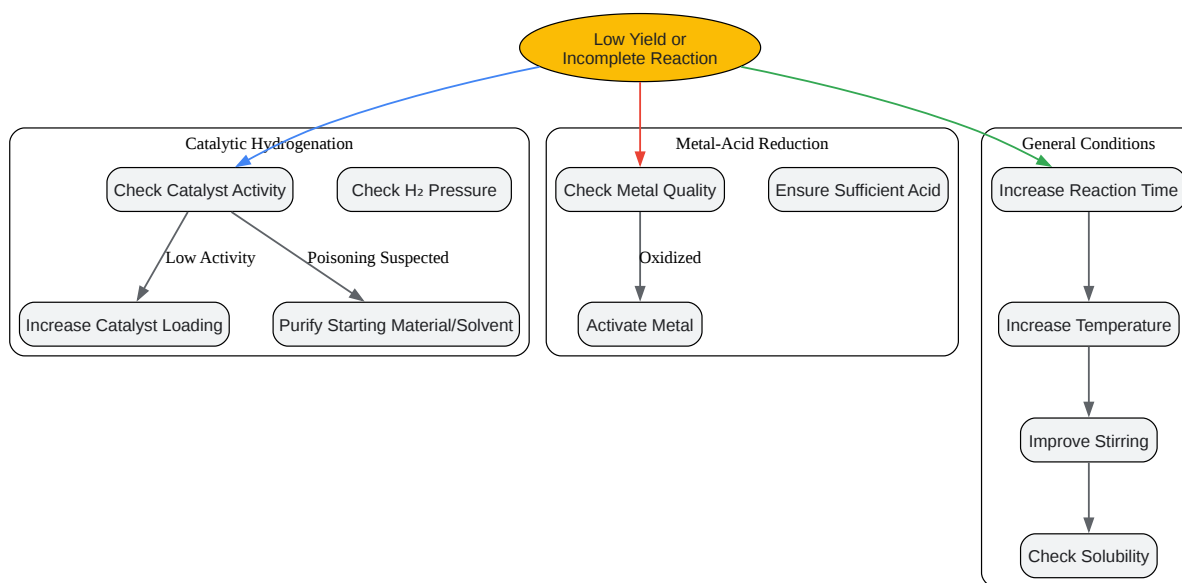 Low Yield or
Incomplete Reaction
Catalytic Hydrogenation
Metal-Acid Reduction
General Conditions
Check Catalyst Activity
Check H₂ Pressure
Check Metal Quality
Ensure Sufficient Acid
Increase Reaction Time
Low Activity
Poisoning Suspected
Oxidized
Increase Catalyst Loading
Purify Starting Material/Solvent
Activate Metal
Increase Temperature
Improve Stirring
Check Solubility